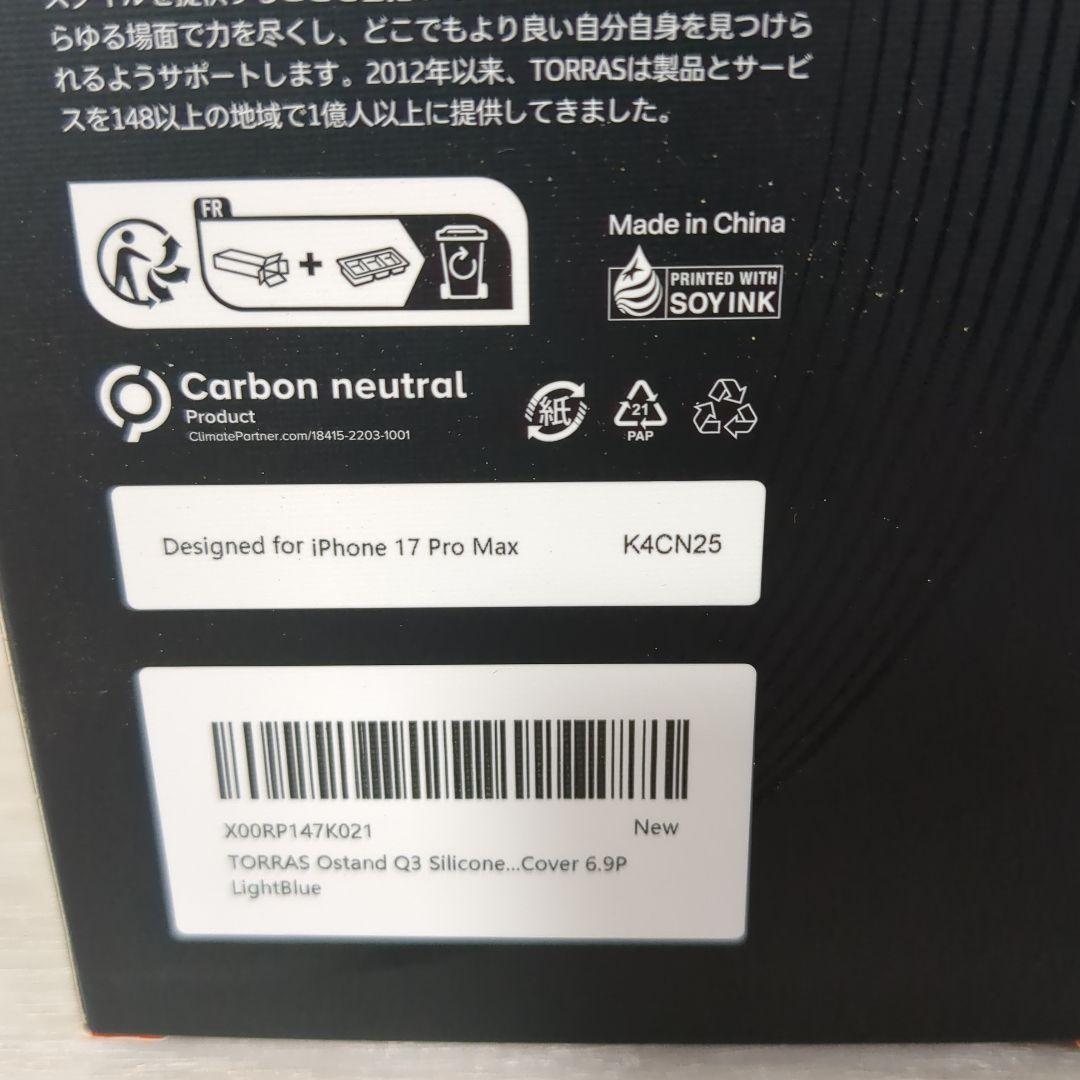 らゆる場面で力を尽くし、どこでもより良い自分自身を見つけら
れるようサポートします。2012年以来、TORRASは製品とサービ
スを148以上の地域で1億人以上に提供してきました。
FR
Made in China
PRINTED WITH
SOY INK
Carbon neutral
Product
ClimatePartner.com/18415-2203-1001
紙
21
PAP
Designed for iPhone 17 Pro Max K4CN25
X00RP147K021 New
TORRAS Ostand Q3 Silicone...Cover 6.9P
LightBlue